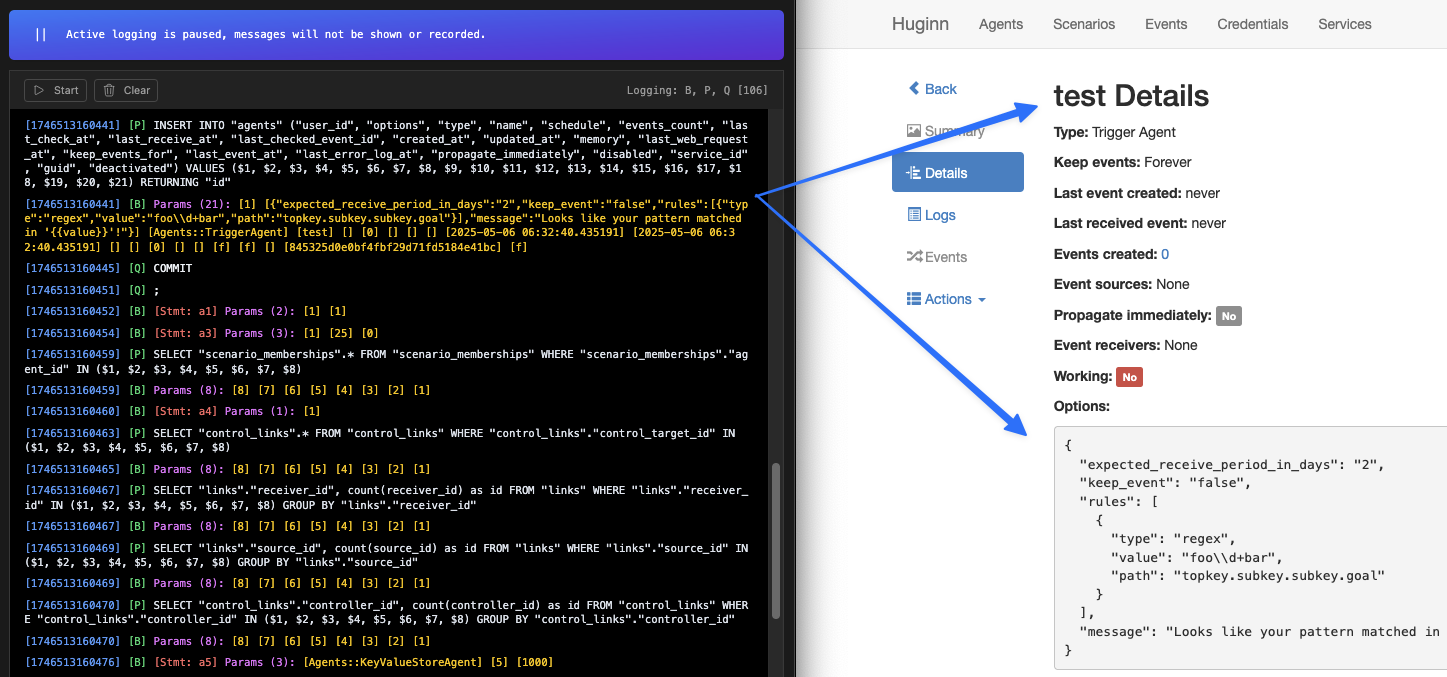 || Active logging is paused, messages will not be shown or recorded.
Start Clear Logging: B, P, Q [106]
[1746513160441] [P] INSERT INTO "agents" ("user_id", "options", "type", "name", "schedule", "events_count", "las
t_check_at", "last_receive_at", "last_checked_event_id", "created_at", "updated_at", "memory", "last_web_request
_at", "keep_events_for", "last_event_at", "last_error_log_at", "propagate_immediately", "disabled", "service_id"
, "guid", "deactivated") VALUES ($1, $2, $3, $4, $5, $6, $7, $8, $9, $10, $11, $12, $13, $14, $15, $16, $17, $1
8, $19, $20, $21) RETURNING "id"
[1746513160441] [B] Params (21): [1] [{"expected_receive_period_in_days":"2","keep_event":"false","rules":[{"typ
e":"regex","value":"foo\\d+bar","path":"topkey.subkey.subkey.goal"}],"message":"Looks like your pattern matched
in '{{value}}'!"}] [Agents::TriggerAgent] [test] [] [0] [] [] [] [2025-05-06 06:32:40.435191] [2025-05-06 06:3
2:40.435191] [] [] [0] [] [] [f] [f] [] [845325d0e0bf4fbf29d71fd5184e41bc] [f]
[1746513160445] [Q] COMMIT
[1746513160451] [Q] ;
[1746513160452] [B] [Stmt: a1] Params (2): [1] [1]
[1746513160454] [B] [Stmt: a3] Params (3): [1] [25] [0]
[1746513160459] [P] SELECT "scenario_memberships".* FROM "scenario_memberships" WHERE "scenario_memberships"."ag
ent_id" IN ($1, $2, $3, $4, $5, $6, $7, $8)
[1746513160459] [B] Params (8): [8] [7] [6] [5] [4] [3] [2] [1]
[1746513160460] [B] [Stmt: a4] Params (1): [1]
[1746513160463] [P] SELECT "control_links".* FROM "control_links" WHERE "control_links"."control_target_id" IN
($1, $2, $3, $4, $5, $6, $7, $8)
[1746513160465] [B] Params (8): [8] [7] [6] [5] [4] [3] [2] [1]
[1746513160467] [P] SELECT "links"."receiver_id", count(receiver_id) as id FROM "links" WHERE "links"."receiver_
id" IN ($1, $2, $3, $4, $5, $6, $7, $8) GROUP BY "links"."receiver_id"
[1746513160467] [B] Params (8): [8] [7] [6] [5] [4] [3] [2] [1]
[1746513160469] [P] SELECT "links"."source_id", count(source_id) as id FROM "links" WHERE "links"."source_id" IN
($1, $2, $3, $4, $5, $6, $7, $8) GROUP BY "links"."source_id"
[1746513160469] [B] Params (8): [8] [7] [6] [5] [4] [3] [2] [1]
[1746513160470] [P] SELECT "control_links"."controller_id", count(controller_id) as id FROM "control_links" WHER
E "control_links"."controller_id" IN ($1, $2, $3, $4, $5, $6, $7, $8) GROUP BY "control_links"."controller_id"
[1746513160470] [B] Params (8): [8] [7] [6] [5] [4] [3] [2] [1]
[1746513160476] [B] [Stmt: a5] Params (3): [Agents::KeyValueStoreAgent] [5] [1000]
Huginn Agents Scenarios Events Credentials Services
Back
Summary
Details
Logs
Events
Actions
test Details
Type: Trigger Agent
Keep events: Forever
Last event created: never
Last received event: never
Events created: 0
Event sources: None
Propagate immediately: No
Event receivers: None
Working: No
Options:
{
"expected_receive_period_in_days": "2",
"keep_event": "false",
"rules": [
{
"type": "regex",
"value": "foo\\d+bar",
"path": "topkey.subkey.subkey.goal"
}
],
"message": "Looks like your pattern matched in
}